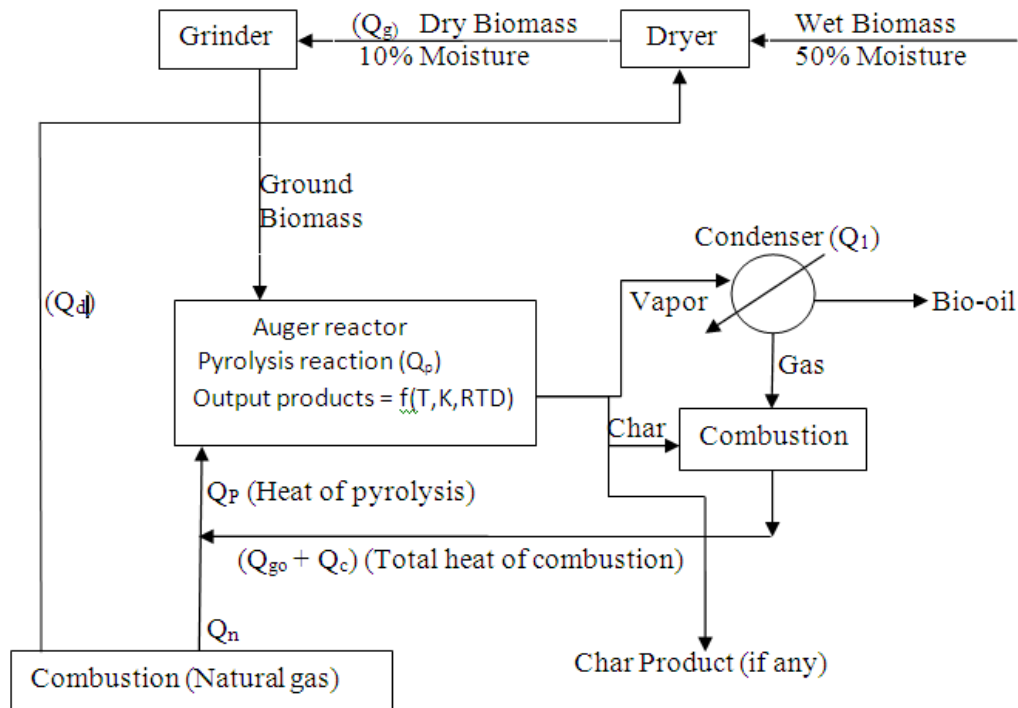 Grinder
(Qg) Dry Biomass
10% Moisture
Dryer
Wet Biomass
50% Moisture
Ground
Biomass
(Qd)
Auger reactor
Pyrolysis reaction (Qp)
Output products = f(T,K,RTD)
Condenser (Q1)
Vapor
Bio-oil
Gas
Char
Combustion
QP (Heat of pyrolysis)
(Qgo + Qc) (Total heat of combustion)
Qn
Combustion (Natural gas)
Char Product (if any)